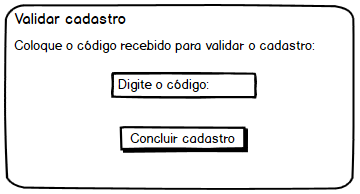 Validar cadastro
Coloque o código recebido para validar o cadastro:
Digite o código:
Concluir cadastro